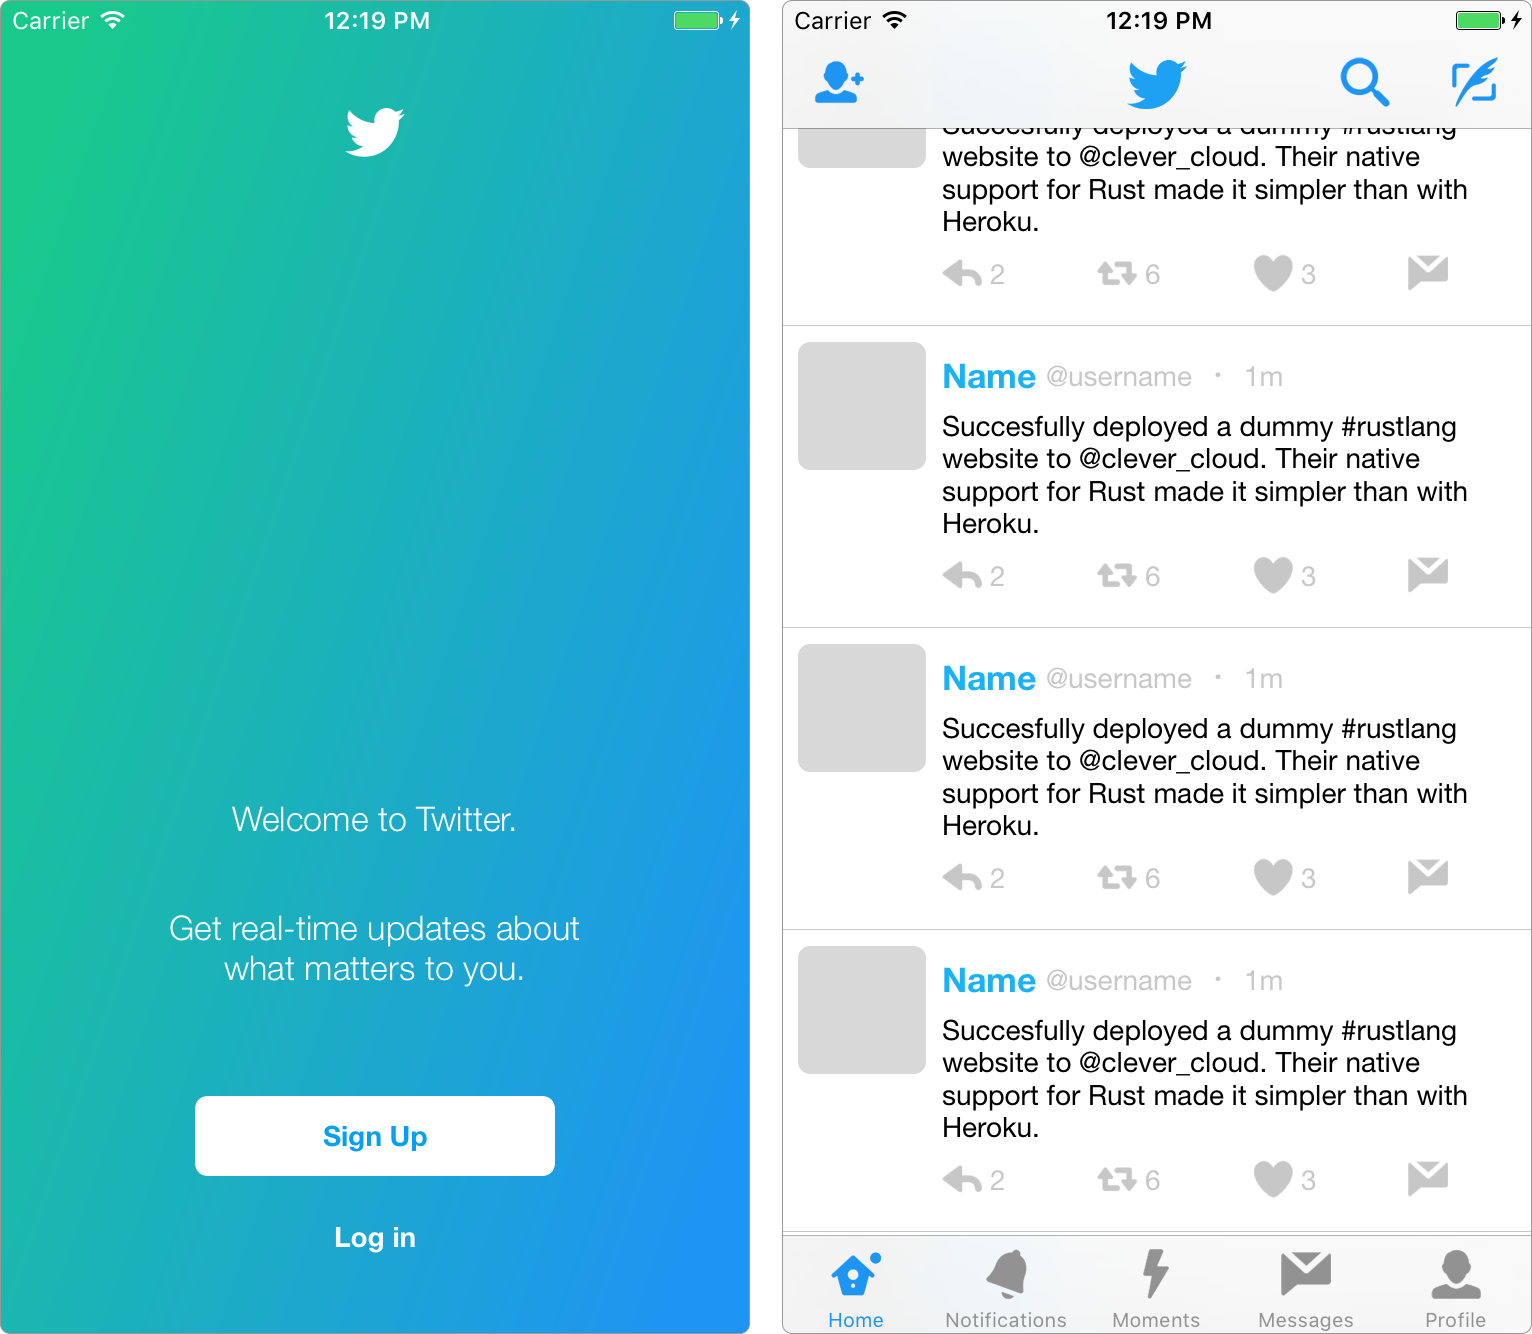 Carrier 12:19 PM
Welcome to Twitter.
Get real-time updates about
what matters to you.
Sign Up
Log in
Carrier 12:19 PM
Succesfully deployed a dummy #rustlang
website to @clever_cloud. Their native
support for Rust made it simpler than with
Heroku.
2 6 3
Name @username · 1m
Succesfully deployed a dummy #rustlang
website to @clever_cloud. Their native
support for Rust made it simpler than with
Heroku.
2 6 3
Name @username · 1m
Succesfully deployed a dummy #rustlang
website to @clever_cloud. Their native
support for Rust made it simpler than with
Heroku.
2 6 3
Name @username · 1m
Succesfully deployed a dummy #rustlang
website to @clever_cloud. Their native
support for Rust made it simpler than with
Heroku.
2 6 3
Home Notifications Moments Messages Profile